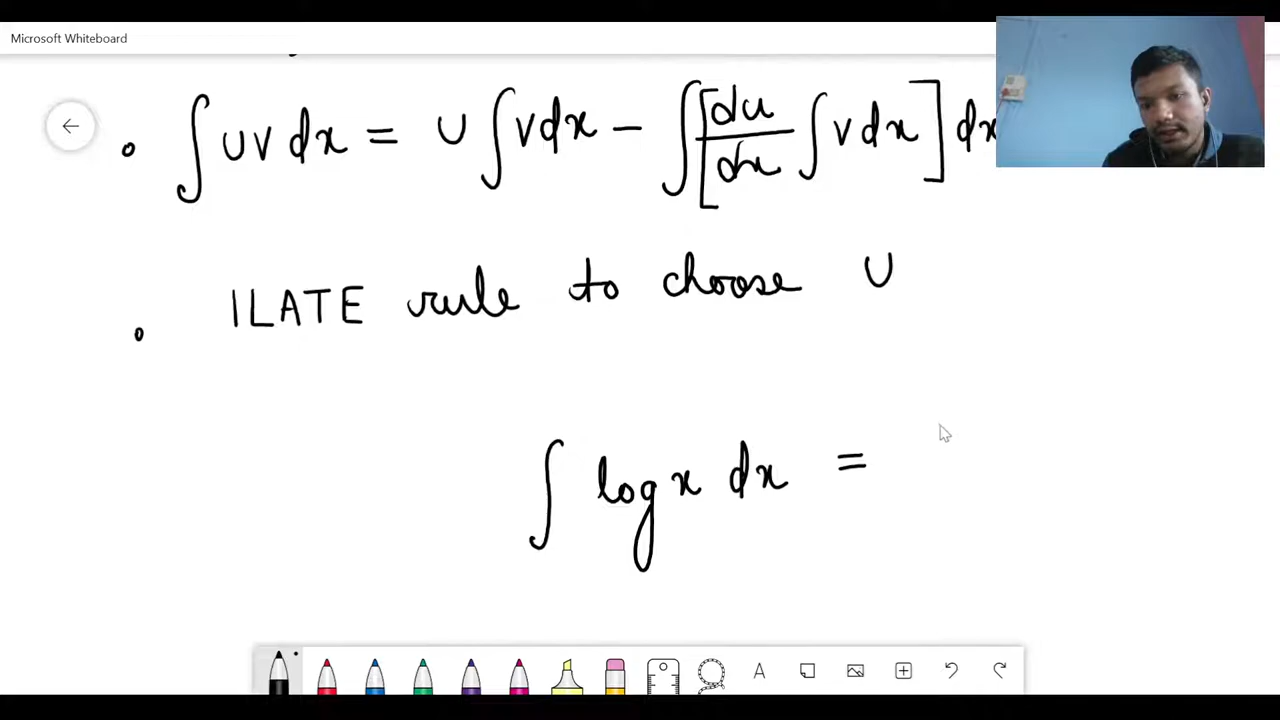 Microsoft Whiteboard
∫ uv dx = u ∫ v dx − ∫ [du/dx ∫ v dx] dx
ILATE rule to choose U
∫ log x dx =
A